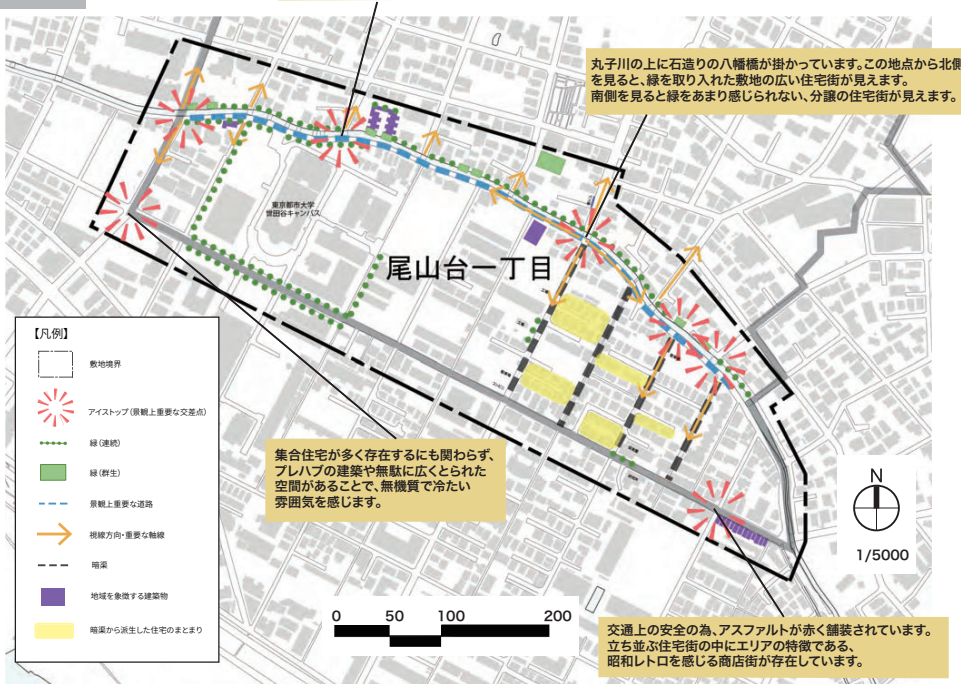 丸子川の上に石造りの八幡橋が掛かっています。この地点から北側
を見ると、緑を取り入れた敷地の広い住宅街が見えます。
南側を見ると緑をあまり感じられない、分譲の住宅街が見えます。
東京都市大学
世田谷キャンパス
尾山台一丁目
【凡例】
敷地境界
アイストップ(景観上重要な交差点)
緑(連続)
緑(群生)
景観上重要な道路
視線方向・重要な軸線
暗渠
地域を象徴する建築物
暗渠から派生した住宅のまとまり
集合住宅が多く存在するにも関わらず、
プレハブの建築や無駄に広くとられた
空間があることで、無機質で冷たい
雰囲気を感じます。
N
1/5000
0 50 100 200
交通上の安全の為、アスファルトが赤く舗装されています。
立ち並ぶ住宅街の中にエリアの特徴である、
昭和レトロを感じる商店街が存在しています。